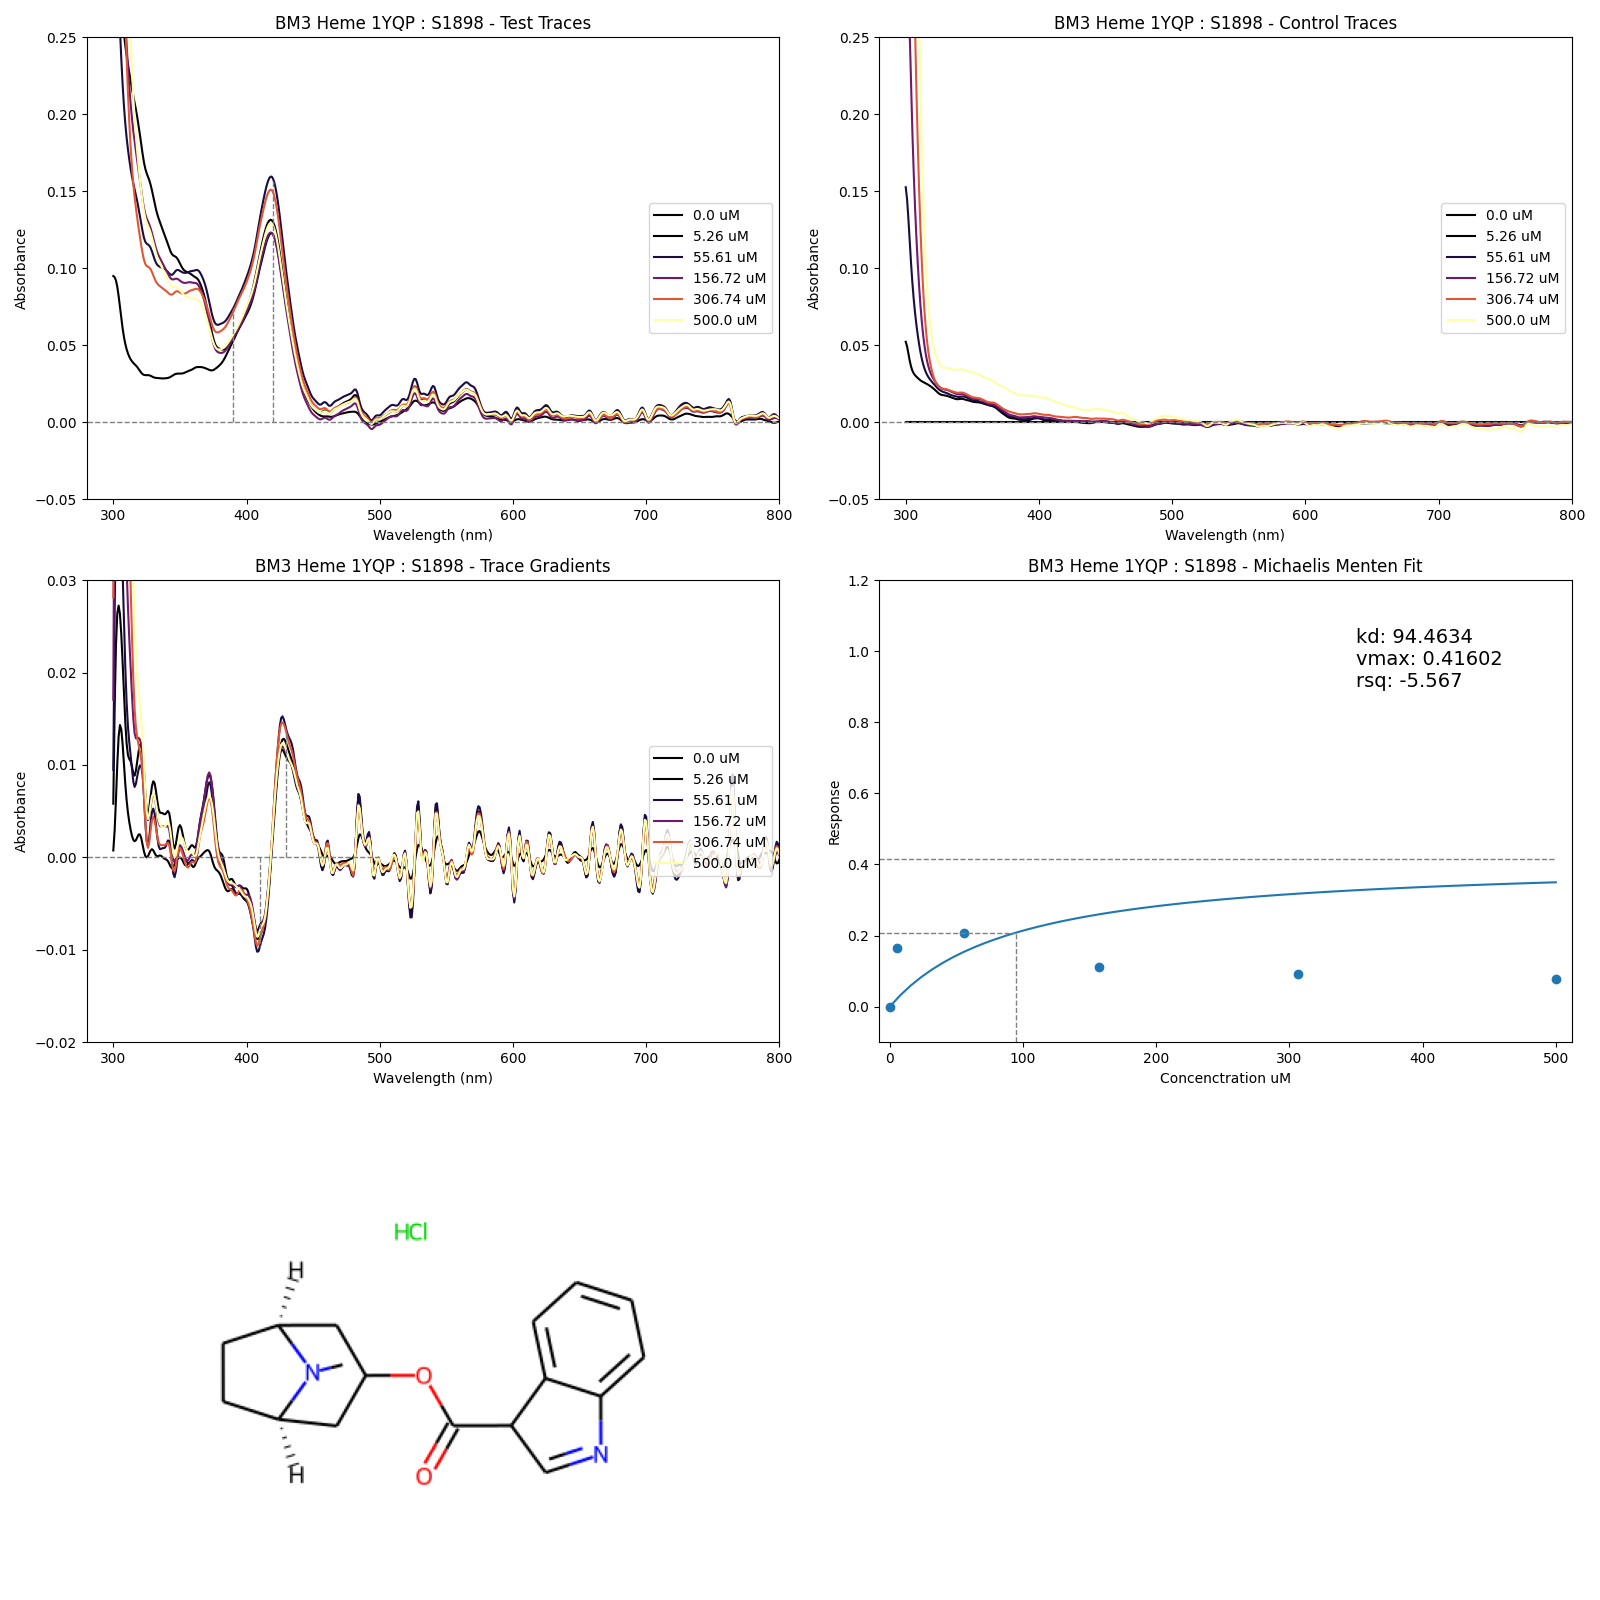 BM3 Heme 1YQP : S1898 - Test Traces
0.25
0.20
0.15
0.10
0.05
0.00
−0.05
Absorbance
300
400
500
600
700
800
Wavelength (nm)
0.0 uM
5.26 uM
55.61 uM
156.72 uM
306.74 uM
500.0 uM
BM3 Heme 1YQP : S1898 - Control Traces
0.25
0.20
0.15
0.10
0.05
0.00
−0.05
Absorbance
300
400
500
600
700
800
Wavelength (nm)
0.0 uM
5.26 uM
55.61 uM
156.72 uM
306.74 uM
500.0 uM
BM3 Heme 1YQP : S1898 - Trace Gradients
0.03
0.02
0.01
0.00
−0.01
−0.02
Absorbance
300
400
500
600
700
800
Wavelength (nm)
0.0 uM
5.26 uM
55.61 uM
156.72 uM
306.74 uM
500.0 uM
BM3 Heme 1YQP : S1898 - Michaelis Menten Fit
1.2
1.0
0.8
0.6
0.4
0.2
0.0
Response
0
100
200
300
400
500
Concenctration uM
kd: 94.4634
vmax: 0.41602
rsq: -5.567
HCl
H
N
O
O
N
H